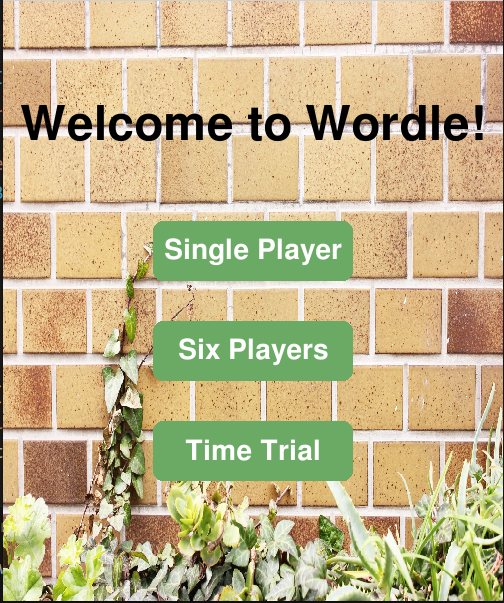 Welcome to Wordle!
Single Player
Six Players
Time Trial